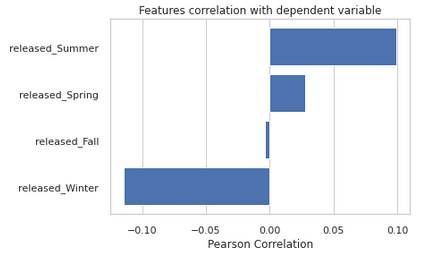 Features correlation with dependent variable
released_Summer
released_Spring
released_Fall
released_Winter
−0.10 −0.05 0.00 0.05 0.10
Pearson Correlation